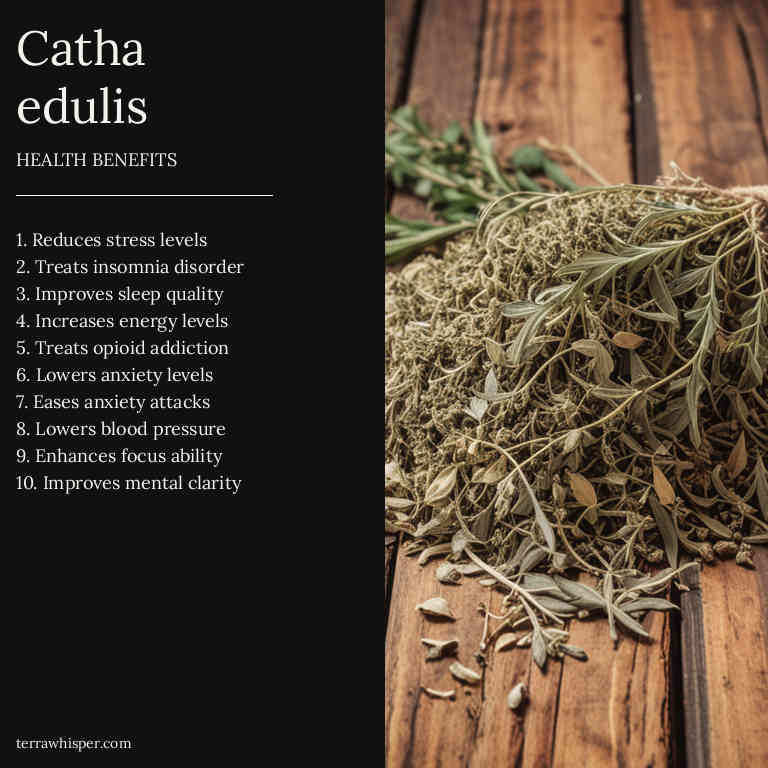 Catha
edulis
HEALTH BENEFITS
1. Reduces stress levels
2. Treats insomnia disorder
3. Improves sleep quality
4. Increases energy levels
5. Treats opioid addiction
6. Lowers anxiety levels
7. Eases anxiety attacks
8. Lowers blood pressure
9. Enhances focus ability
10. Improves mental clarity
terrawhisper.com